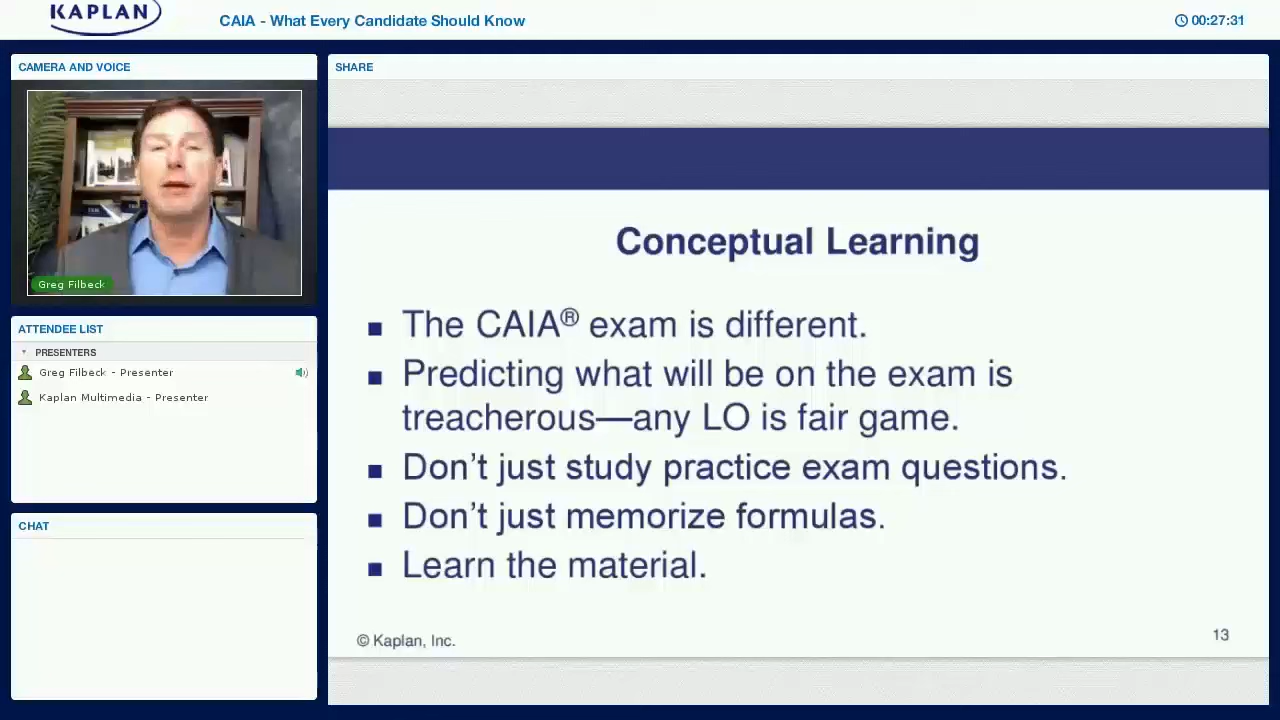 KAPLAN
CAIA - What Every Candidate Should Know
00:27:31
CAMERA AND VOICE
Greg Filbeck
ATTENDEE LIST
PRESENTERS
Greg Filbeck - Presenter
Kaplan Multimedia - Presenter
CHAT
SHARE
Conceptual Learning
The CAIA® exam is different.
Predicting what will be on the exam is
treacherous—any LO is fair game.
Don't just study practice exam questions.
Don't just memorize formulas.
Learn the material.
© Kaplan, Inc.
13